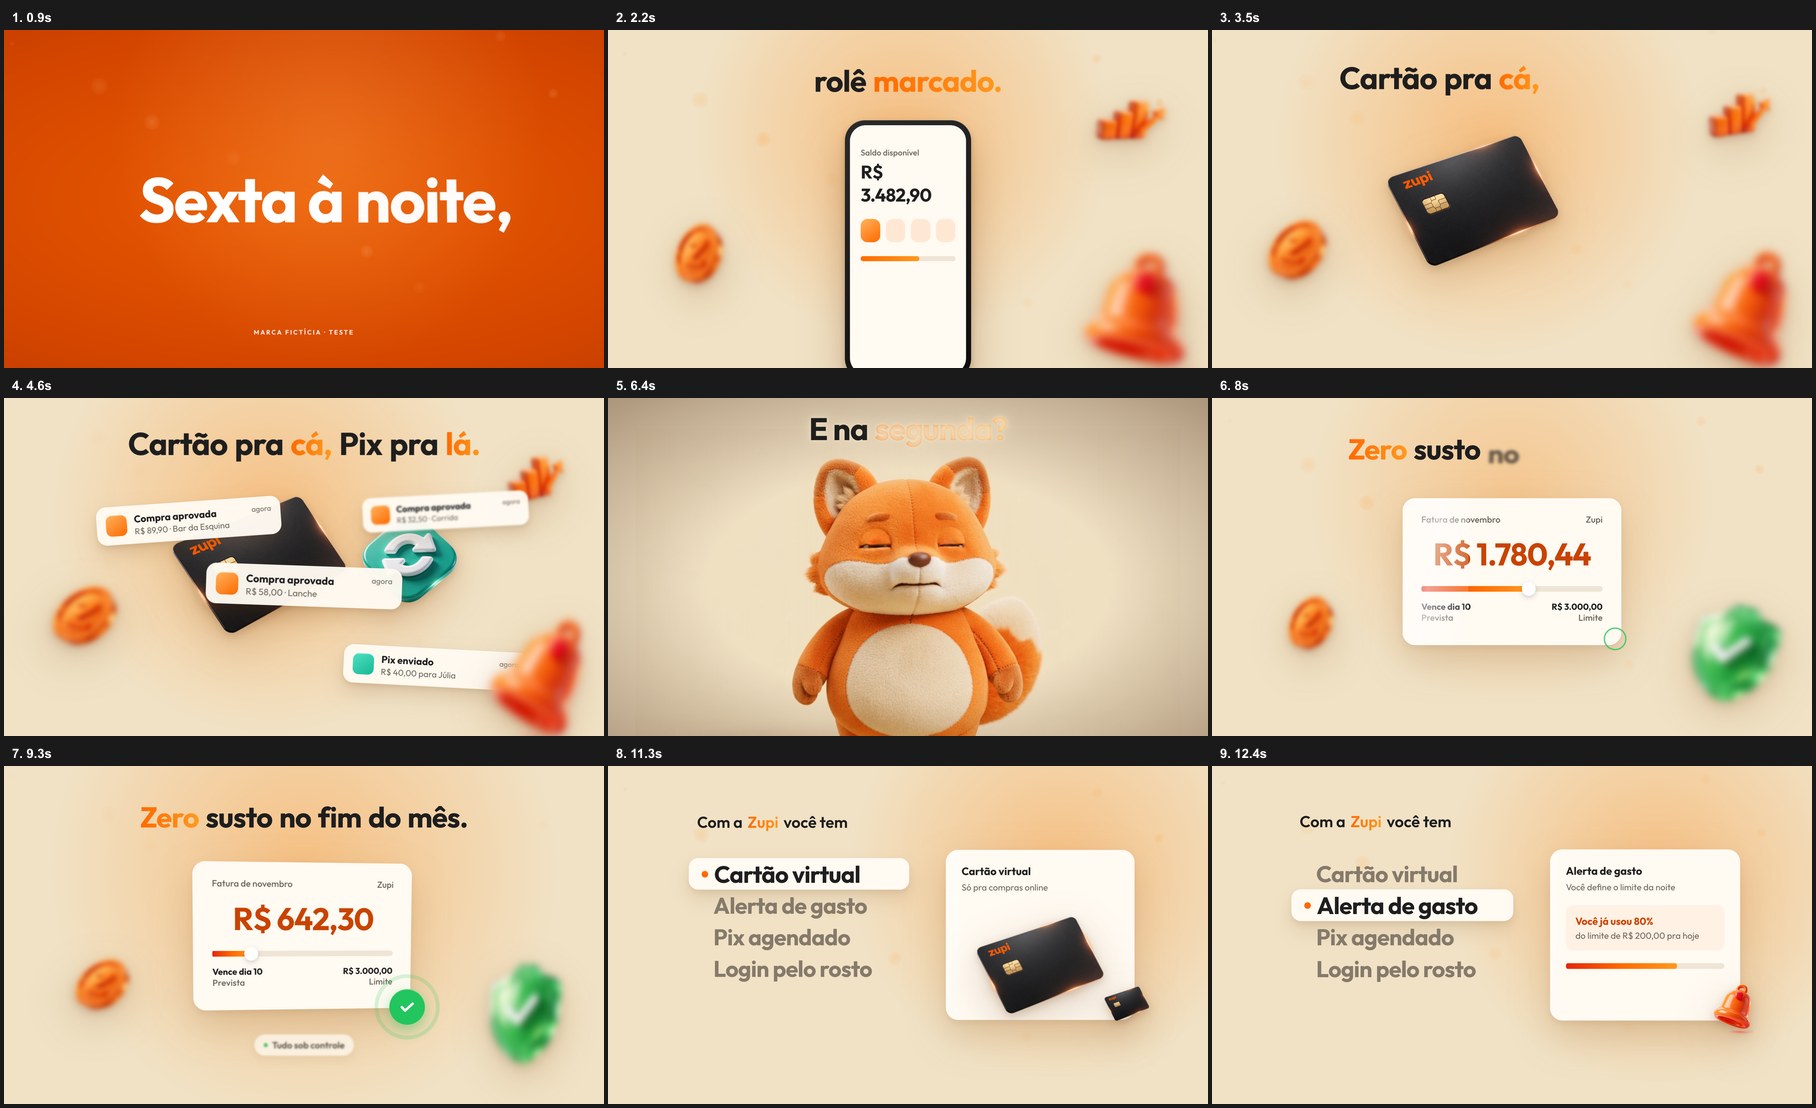 1. 0.9s
Sexta à noite,
MARCA FICTÍCIA · TESTE
2. 2.2s
rolê marcado.
Saldo disponível
R$
3.482,90
3. 3.5s
Cartão pra cá,
zupi
4. 4.6s
Cartão pra cá, Pix pra lá.
Compra aprovada
agora
R$ 89,90 · Bar da Esquina
Compra aprovada
agora
R$ 32,50 · Corrida
zupi
Compra aprovada
agora
R$ 58,00 · Lanche
Pix enviado
agora
R$ 40,00 para Júlia
5. 6.4s
E na segunda?
6. 8s
Zero susto no
Fatura de novembro
Zupi
R$ 1.780,44
Vence dia 10
R$ 3.000,00
Prevista
Limite
7. 9.3s
Zero susto no fim do mês.
Fatura de novembro
Zupi
R$ 642,30
Vence dia 10
R$ 3.000,00
Prevista
Limite
Tudo sob controle
8. 11.3s
Com a Zupi você tem
Cartão virtual
Alerta de gasto
Pix agendado
Login pelo rosto
Cartão virtual
Só pra compras online
zupi
9. 12.4s
Com a Zupi você tem
Cartão virtual
Alerta de gasto
Pix agendado
Login pelo rosto
Alerta de gasto
Você define o limite da noite
Você já usou 80%
do limite de R$ 200,00 pra hoje